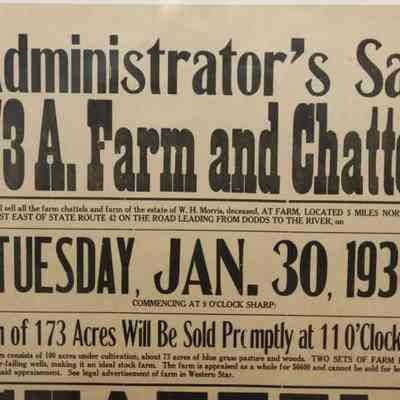 Administrator's Sa
73 A. Farm and Chatte
l sell all the farm chattels and farm of the estate of W. H. Morris, deceased, AT FARM, LOCATED 5 MILES NOR
ST EAST OF STATE ROUTE 42 ON THE ROAD LEADING FROM DODDS TO THE RIVER, on
TUESDAY, JAN. 30, 193
COMMENCING AT 9 O'CLOCK SHARP:
m of 173 Acres Will Be Sold Promptly at 11 O'Clock
m consists of 100 acres under cultivation, about 73 acres of blue grass pasture and woods. TWO SETS OF FARM
r-failing wells, making it an ideal stock farm. The farm is appraised as a whole for $6600 and cannot be sold for le
said appraisement. See legal advertisement of farm in Western Star.